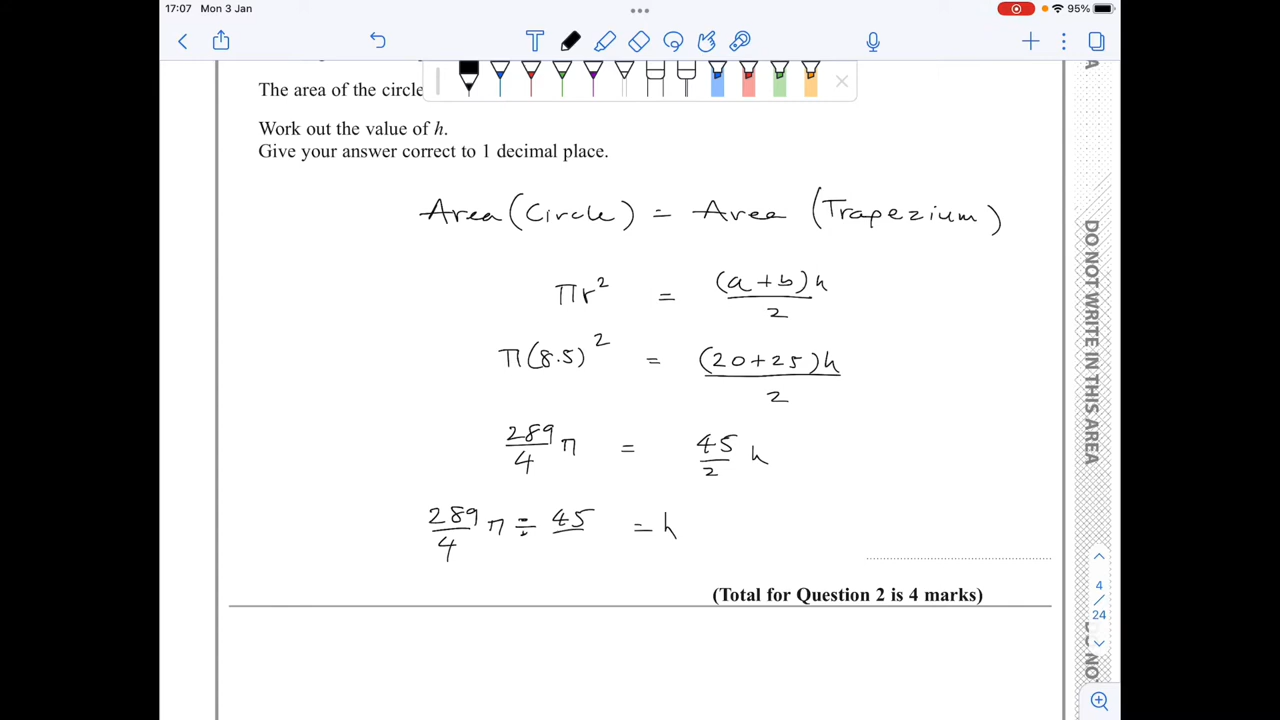 17:07 Mon 3 Jan
95%
The area of the circle
Work out the value of h.
Give your answer correct to 1 decimal place.
Area (Circle) = Area (Trapezium)
πr² = (a+b)h / 2
π(8.5)² = (20+25)h / 2
289/4 π = 45/2 h
289/4 π ÷ 45 = h
(Total for Question 2 is 4 marks)
DO NOT WRITE IN THIS AREA
4
/
24
A
DO NO